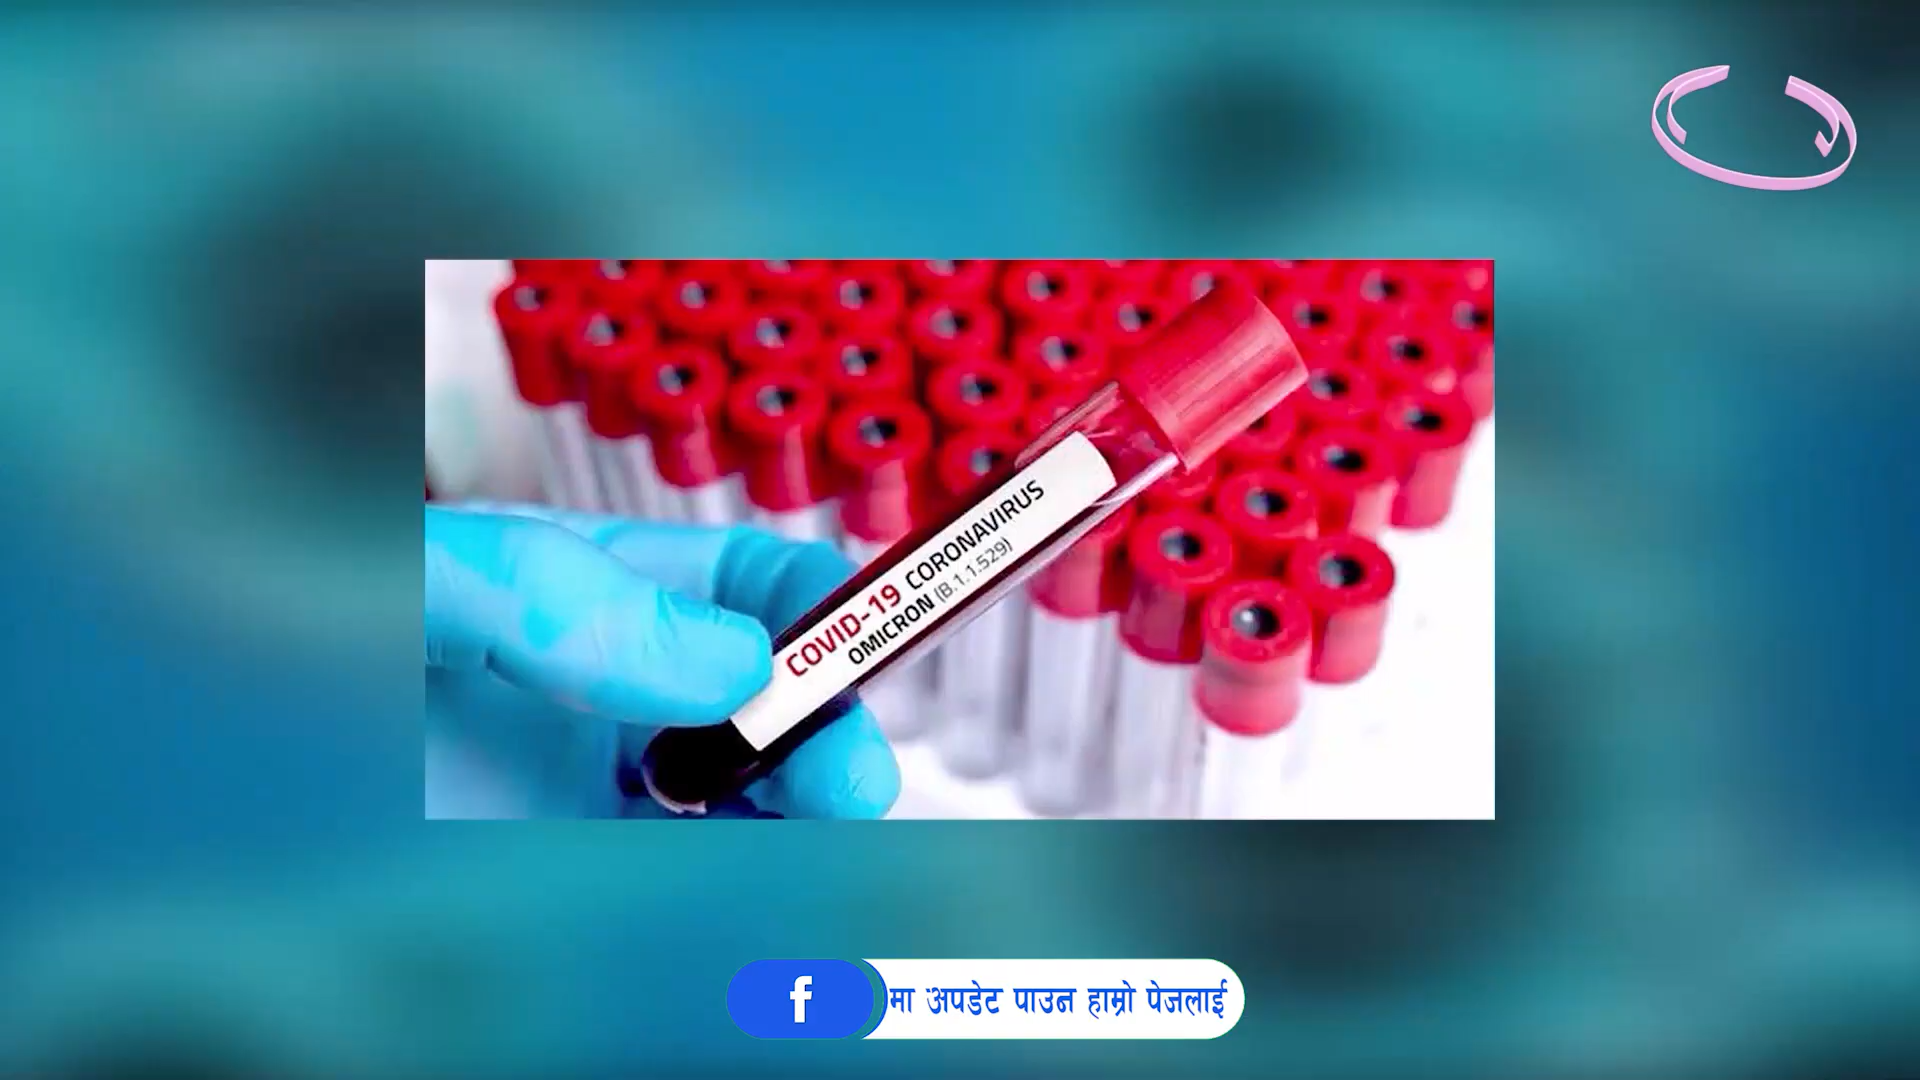 COVID-19 CORONAVIRUS
OMICRON (B.1.1.529)
f मा अपडेट पाउन हाम्रो पेजलाई